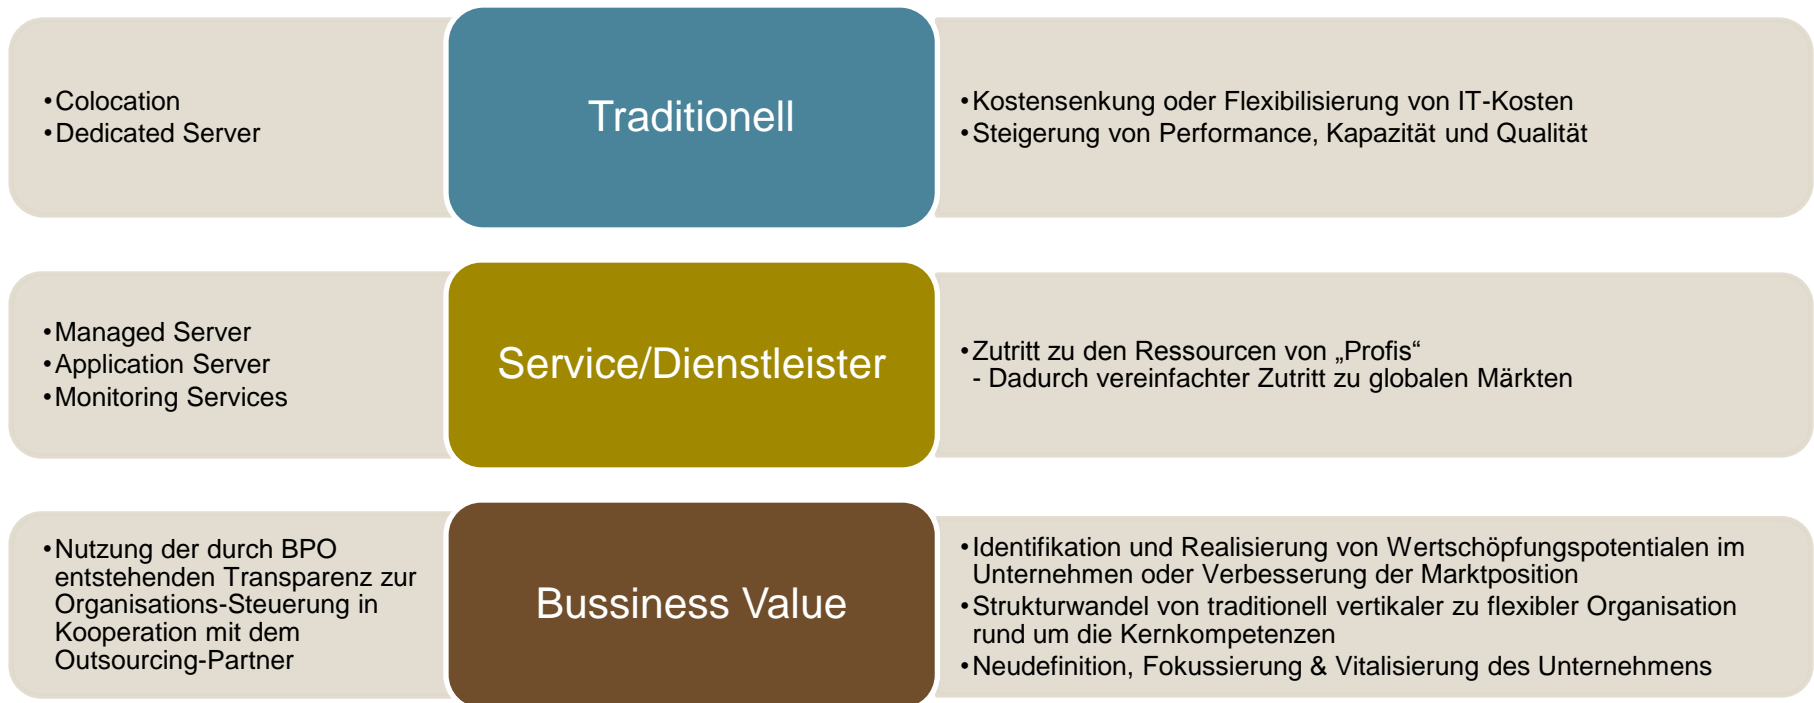 •Colocation
•Dedicated Server
Traditionell
•Kostensenkung oder Flexibilisierung von IT-Kosten
•Steigerung von Performance, Kapazität und Qualität
•Managed Server
•Application Server
•Monitoring Services
Service/Dienstleister
•Zutritt zu den Ressourcen von „Profis“
- Dadurch vereinfachter Zutritt zu globalen Märkten
•Nutzung der durch BPO
entstehenden Transparenz zur
Organisations-Steuerung in
Kooperation mit dem
Outsourcing-Partner
Bussiness Value
•Identifikation und Realisierung von Wertschöpfungspotentialen im
Unternehmen oder Verbesserung der Marktposition
•Strukturwandel von traditionell vertikaler zu flexibler Organisation
rund um die Kernkompetenzen
•Neudefinition, Fokussierung & Vitalisierung des Unternehmens